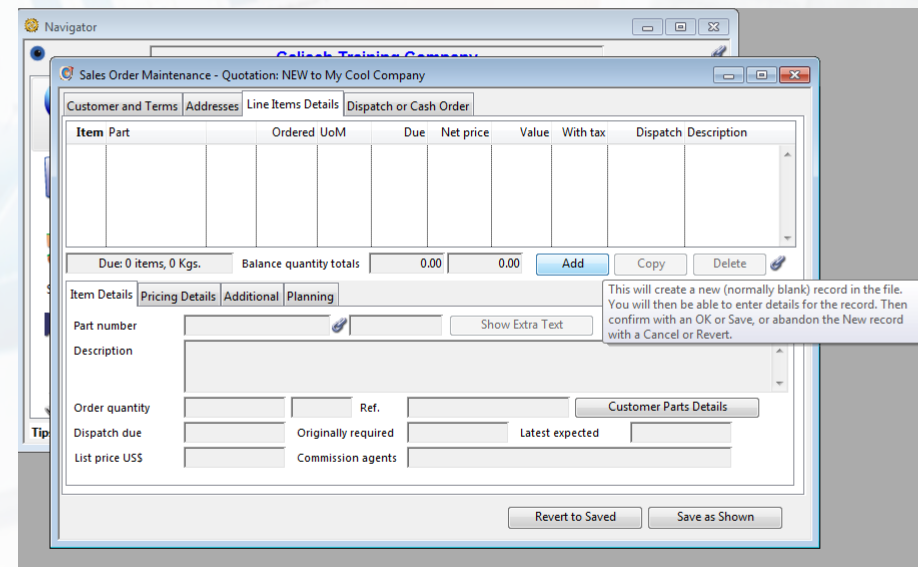 Navigator
Goliath Training Company
Sales Order Maintenance - Quotation: NEW to My Cool Company
Customer and Terms Addresses Line Items Details Dispatch or Cash Order
Item Part Ordered UoM Due Net price Value With tax Dispatch Description
Due: 0 items, 0 Kgs. Balance quantity totals 0.00 0.00 Add Copy Delete
This will create a new (normally blank) record in the file.
You will then be able to enter details for the record. Then
confirm with an OK or Save, or abandon the New record
with a Cancel or Revert.
Item Details Pricing Details Additional Planning
Part number Show Extra Text
Description
Order quantity Ref. Customer Parts Details
Dispatch due Originally required Latest expected
List price US$ Commission agents
Tip
Revert to Saved Save as Shown